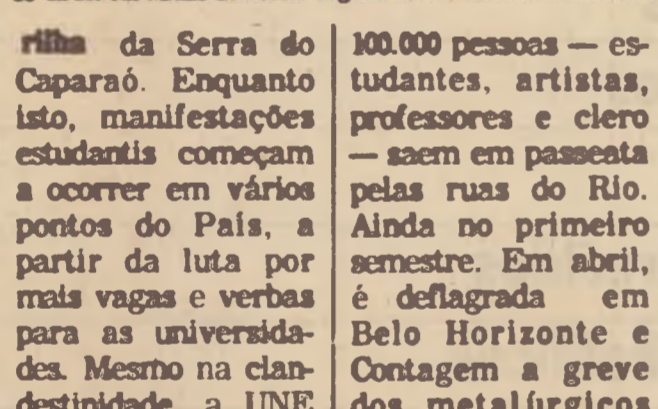 rilha da Serra do
Caparaó. Enquanto
isto, manifestações
estudantis começam
a ocorrer em vários
pontos do País, a
partir da luta por
mais vagas e verbas
para as universida-
des. Mesmo na clan-
destinidade a UNE
100.000 pessoas — es-
tudantes, artistas,
professores e clero
— saem em passeata
pelas ruas do Rio.
Ainda no primeiro
semestre. Em abril,
é deflagrada em
Belo Horizonte e
Contagem a greve
dos metalúrgicos